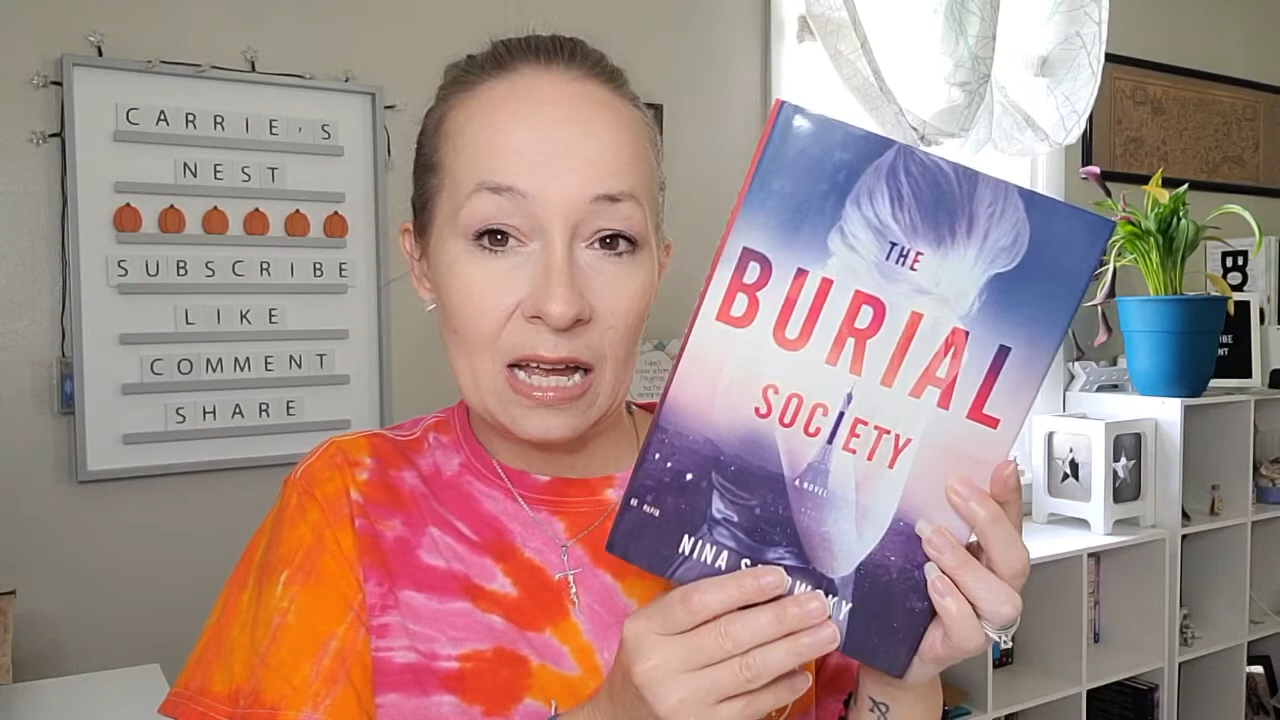 CARRIE'S
NEST
SUBSCRIBE
LIKE
COMMENT
SHARE
THE
BURIAL
SOCIETY
A NOVEL
NINA
B